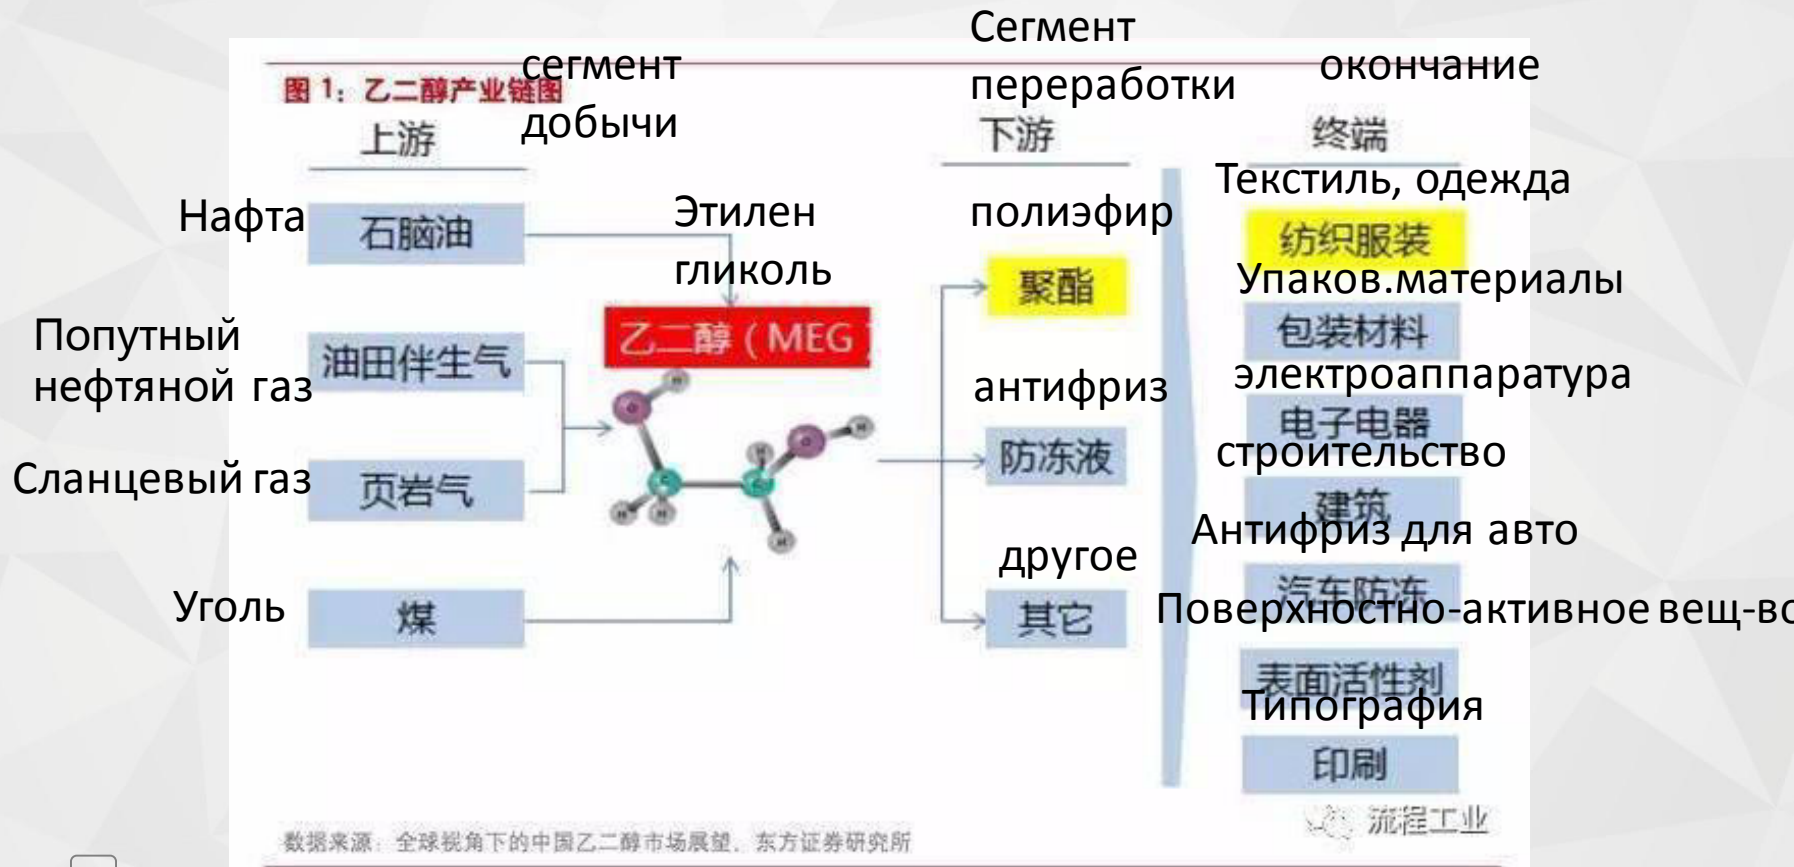 Сегмент
переработки
сегмент
добычи
окончание
图 1：乙二醇产业链图
上游
下游
终端
Нафта
石脑油
Этилен
гликоль
乙二醇（MEG）
полиэфир
聚酯
Текстиль, одежда
纺织服装
Упаков.материалы
包装材料
Попутный
нефтяной газ
油田伴生气
антифриз
防冻液
электроаппаратура
电子电器
строительство
建筑
Сланцевый газ
页岩气
Антифриз для авто
汽车防冻
другое
其它
Уголь
煤
Поверхностно-активное вещ-во
表面活性剂
Типография
印刷
流程工业
数据来源：全球视角下的中国乙二醇市场展望，东方证券研究所